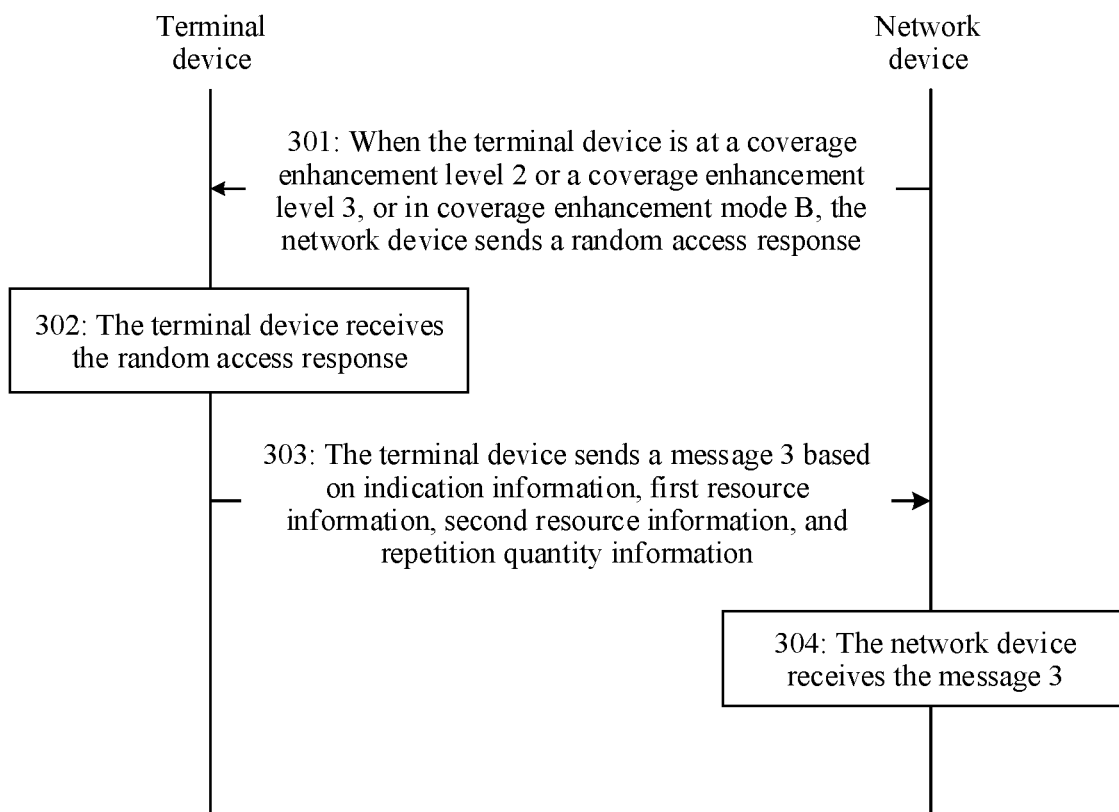 Terminal
device
Network
device
301: When the terminal device is at a coverage
enhancement level 2 or a coverage enhancement
level 3, or in coverage enhancement mode B, the
network device sends a random access response
302: The terminal device receives
the random access response
303: The terminal device sends a message 3 based
on indication information, first resource
information, second resource information, and
repetition quantity information
304: The network device
receives the message 3